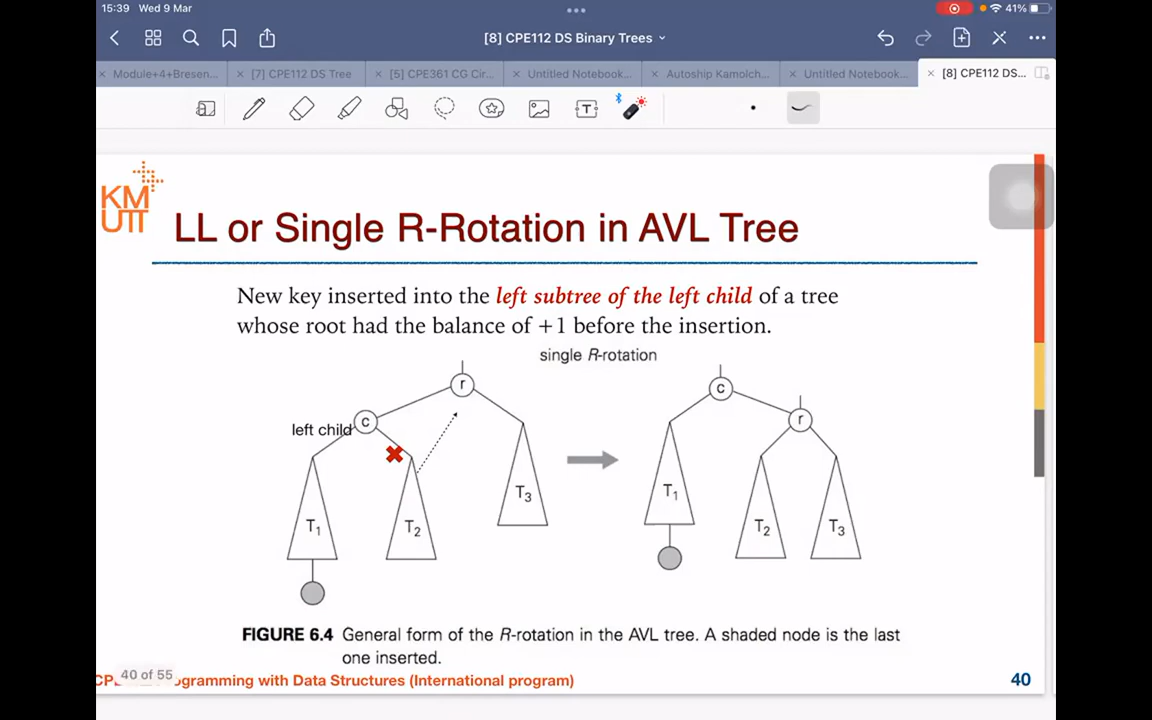 15:39 Wed 9 Mar
41%
[8] CPE112 DS Binary Trees
Module+4+Bresen...
[7] CPE112 DS Tree
[5] CPE361 CG Cir...
Untitled Notebook...
Autoship Kamolch...
Untitled Notebook...
[8] CPE112 DS...
KM
UTT
LL or Single R-Rotation in AVL Tree
New key inserted into the left subtree of the left child of a tree
whose root had the balance of +1 before the insertion.
single R-rotation
r
c
c
r
left child
T3
T1
T1
T2
T2
T3
FIGURE 6.4 General form of the R-rotation in the AVL tree. A shaded node is the last
one inserted.
40 of 55
CP gramming with Data Structures (International program)
40